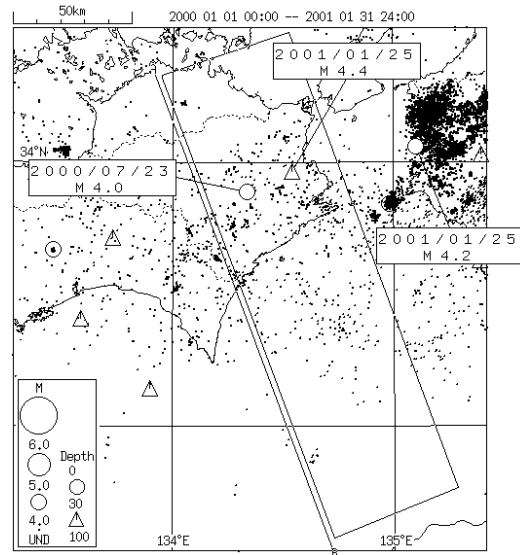 50km
2000 01 01 00:00 -- 2001 01 31 24:00
2001/01/25
M 4.4
34°N
2000/07/23
M 4.0
2001/01/25
M 4.2
M
6.0
5.0
4.0
UND
Depth
0
30
100
134°E
135°E
B